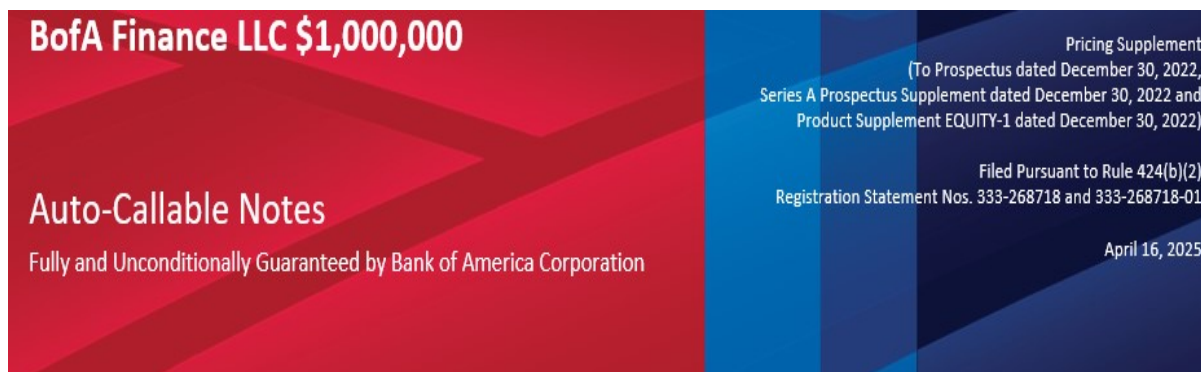 BofA Finance LLC $1,000,000
Auto-Callable Notes
Fully and Unconditionally Guaranteed by Bank of America Corporation
Pricing Supplement
(To Prospectus dated December 30, 2022,
Series A Prospectus Supplement dated December 30, 2022 and
Product Supplement EQUITY-1 dated December 30, 2022)
Filed Pursuant to Rule 424(b)(2)
Registration Statement Nos. 333-268718 and 333-268718-01
April 16, 2025